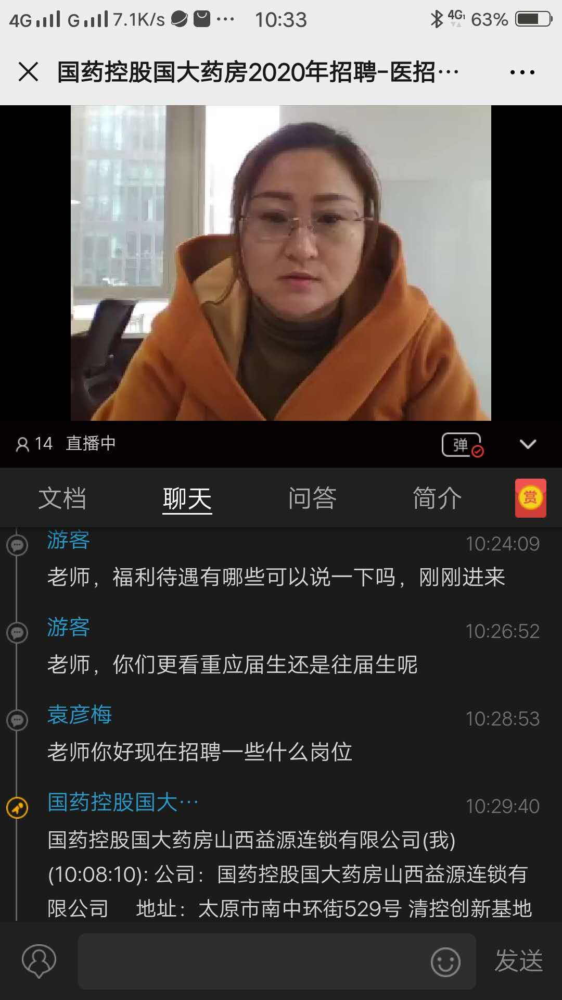 4G G 7.1K/s ··· 10:33 4G 63%
国药控股国大药房2020年招聘-医招···
14 直播中 弹
文档 聊天 问答 简介 赏
游客 10:24:09
老师，福利待遇有哪些可以说一下吗，刚刚进来
游客 10:26:52
老师，你们更看重应届生还是往届生呢
袁彦梅 10:28:53
老师你好现在招聘一些什么岗位
国药控股国大··· 10:29:40
国药控股国大药房山西益源连锁有限公司(我)
(10:08:10): 公司：国药控股国大药房山西益源连锁有
限公司 地址：太原市南中环街529号 清控创新基地
发送